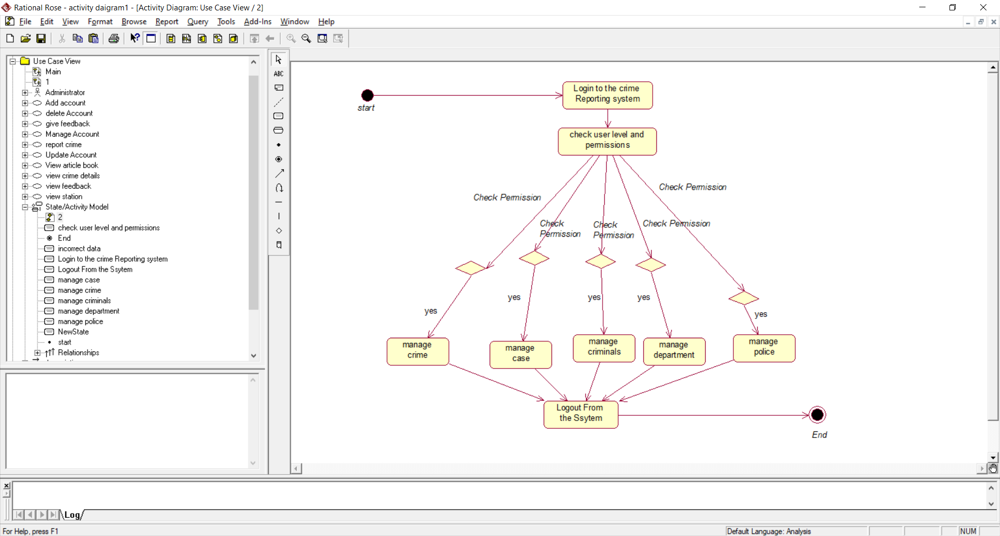 Rational Rose - activity daigram1 - [Activity Diagram: Use Case View / 2]
File Edit View Format Browse Report Query Tools Add-Ins Window Help
ABC
Use Case View
Main
1
Administrator
Add account
delete Account
give feedback
Manage Account
report crime
Update Account
View article book
view crime details
view feedback
view station
State/Activity Model
2
check user level and permissions
End
incorrect data
Login to the crime Reporting system
Logout From the Ssytem
manage case
manage crime
manage criminals
manage department
manage police
NewState
start
Relationships
start
Login to the crime
Reporting system
check user level and
permissions
Check Permission
Check Permission
Check
Permission
Check
Permission
Check Permission
yes
yes
yes
yes
yes
manage
crime
manage
case
manage
criminals
manage
department
manage
police
Logout From
the Ssytem
End
Log
For Help, press F1
Default Language: Analysis
NUM